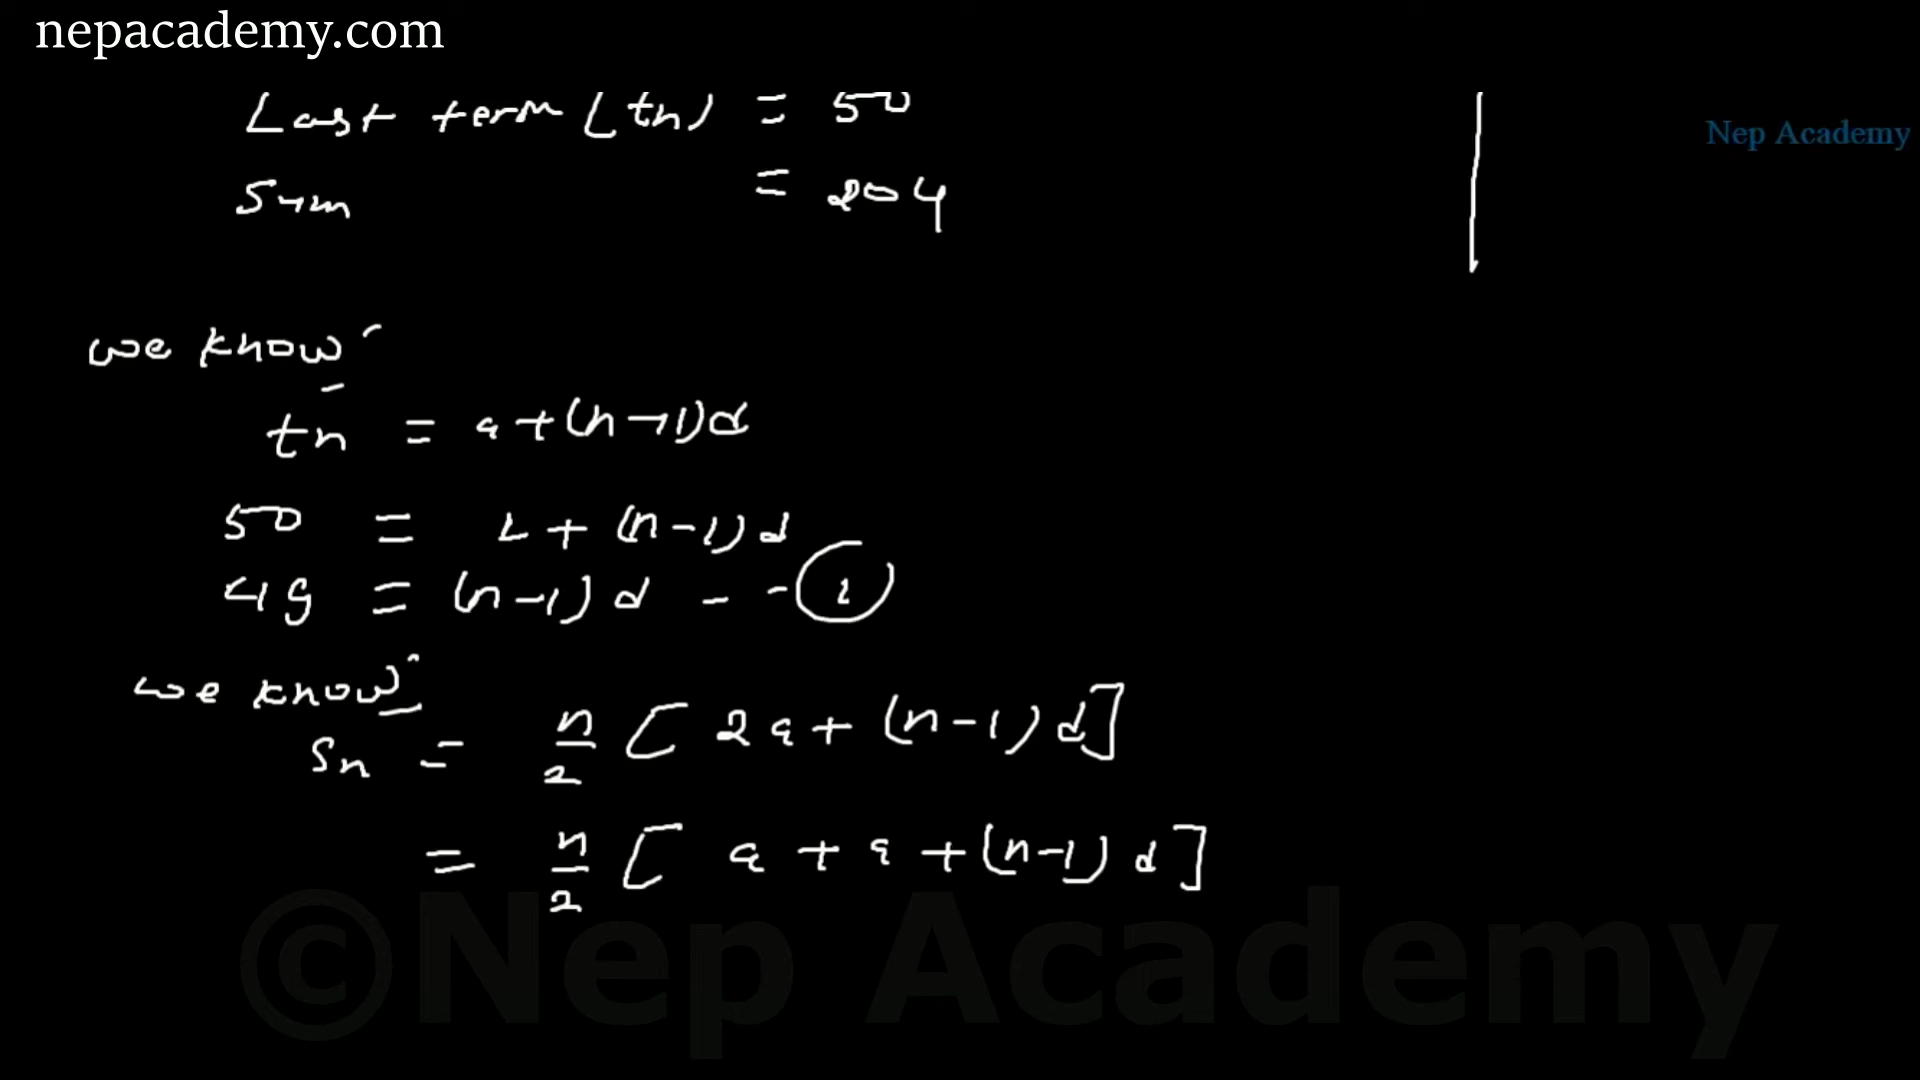 nepacademy.com
Last term (tn) = 50
Nep Academy
Sum = 204
we know
tn = a + (n-1)d
50 = 1 + (n-1)d
49 = (n-1)d - - (1)
we know
Sn = n/2 [2a + (n-1)d]
= n/2 [a + a + (n-1)d]
©Nep Academy